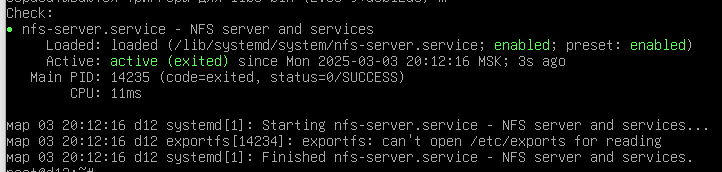 Check:
● nfs-server.service - NFS server and services
Loaded: loaded (/lib/systemd/system/nfs-server.service; enabled; preset: enabled)
Active: active (exited) since Mon 2025-03-03 20:12:16 MSK; 3s ago
Main PID: 14235 (code=exited, status=0/SUCCESS)
CPU: 11ms
мар 03 20:12:16 d12 systemd[1]: Starting nfs-server.service - NFS server and services...
мар 03 20:12:16 d12 exportfs[14234]: exportfs: can't open /etc/exports for reading
мар 03 20:12:16 d12 systemd[1]: Finished nfs-server.service - NFS server and services.
root@d12:~#